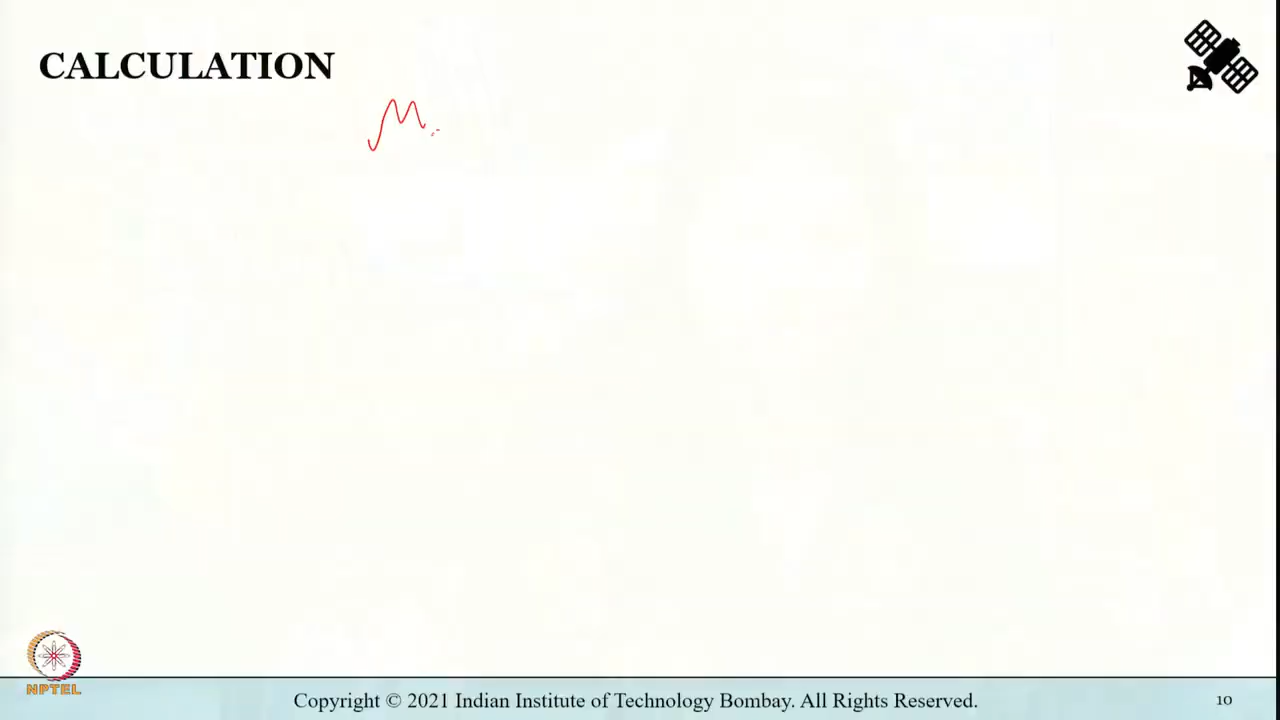 CALCULATION
M
NPTEL
Copyright © 2021 Indian Institute of Technology Bombay. All Rights Reserved.
10